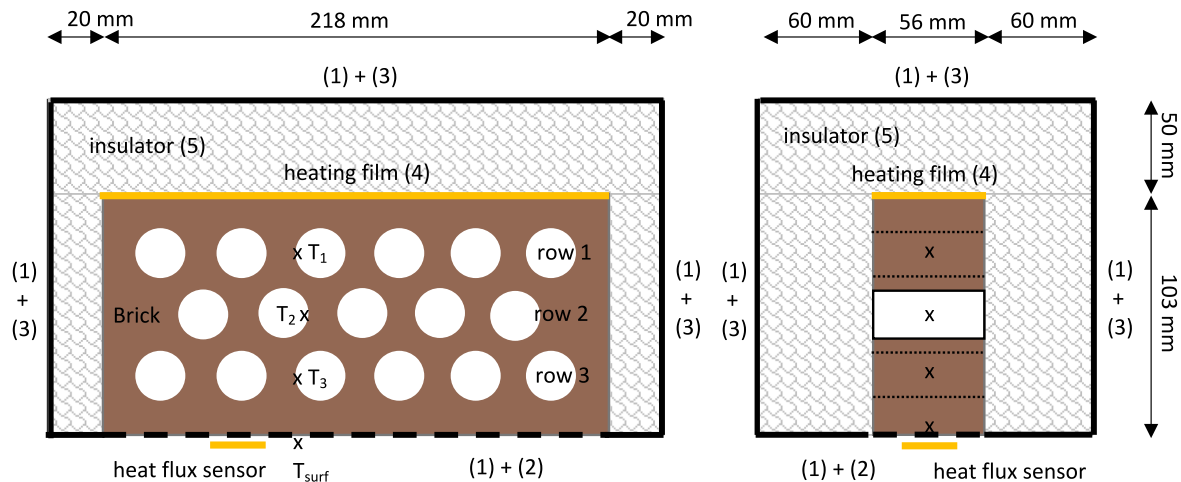 20 mm
218 mm
20 mm
60 mm
56 mm
60 mm
(1) + (3)
(1) + (3)
insulator (5)
insulator (5)
50 mm
heating film (4)
heating film (4)
x T1
row 1
x
(1)
+
(3)
(1)
+
(3)
(1)
+
(3)
(1)
+
(3)
103 mm
Brick
T2 x
row 2
x
x T3
row 3
x
x
x
heat flux sensor
Tsurf
(1) + (2)
(1) + (2)
heat flux sensor